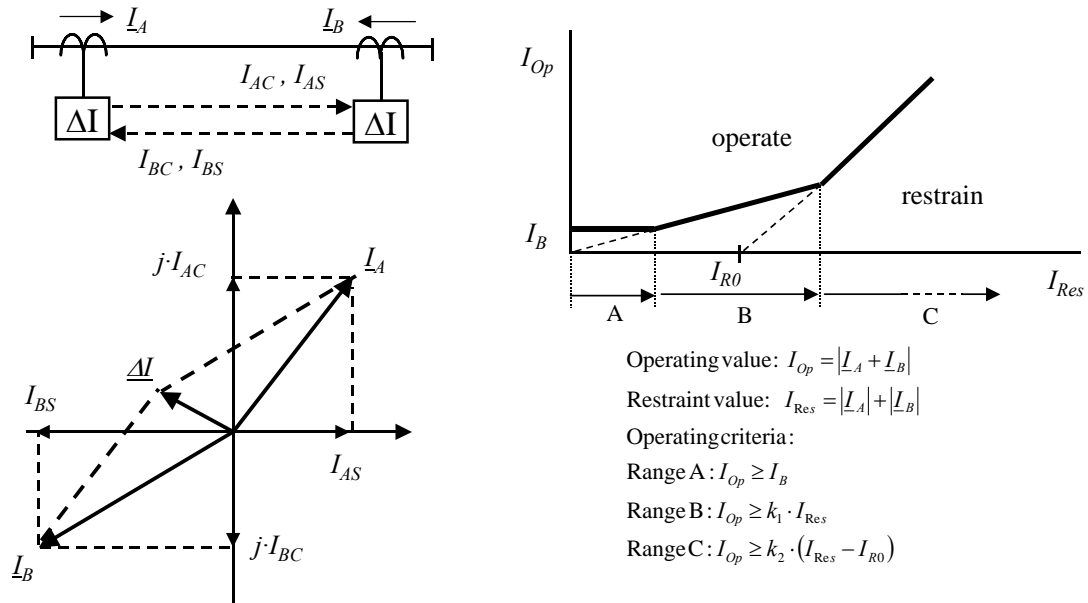 I_A
I_B
I_AC , I_AS
ΔI
ΔI
I_BC , I_BS
j·I_AC
I_A
ΔI
I_BS
I_AS
I_B
j·I_BC
I_Op
operate
restrain
I_B
I_R0
I_Res
A
B
C
Operating value: I_Op = |I_A + I_B|
Restraint value: I_Res = |I_A| + |I_B|
Operating criteria:
Range A: I_Op ≥ I_B
Range B: I_Op ≥ k_1 · I_Res
Range C: I_Op ≥ k_2 · (I_Res − I_R0)